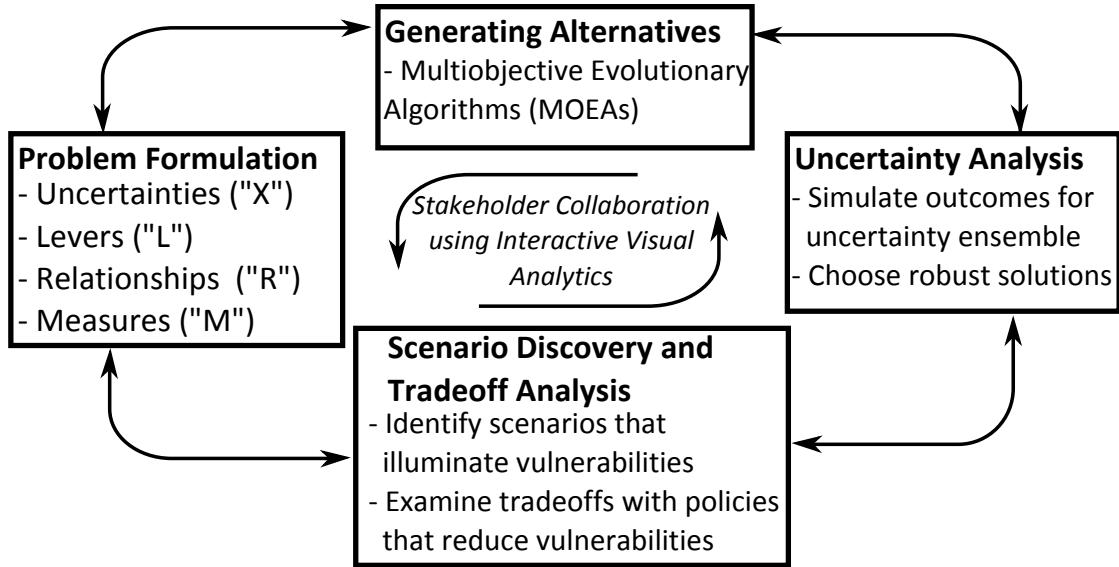 Generating Alternatives
- Multiobjective Evolutionary
Algorithms (MOEAs)
Problem Formulation
- Uncertainties ("X")
- Levers ("L")
- Relationships ("R")
- Measures ("M")
Stakeholder Collaboration
using Interactive Visual
Analytics
Uncertainty Analysis
- Simulate outcomes for
uncertainty ensemble
- Choose robust solutions
Scenario Discovery and
Tradeoff Analysis
- Identify scenarios that
illuminate vulnerabilities
- Examine tradeoffs with policies
that reduce vulnerabilities